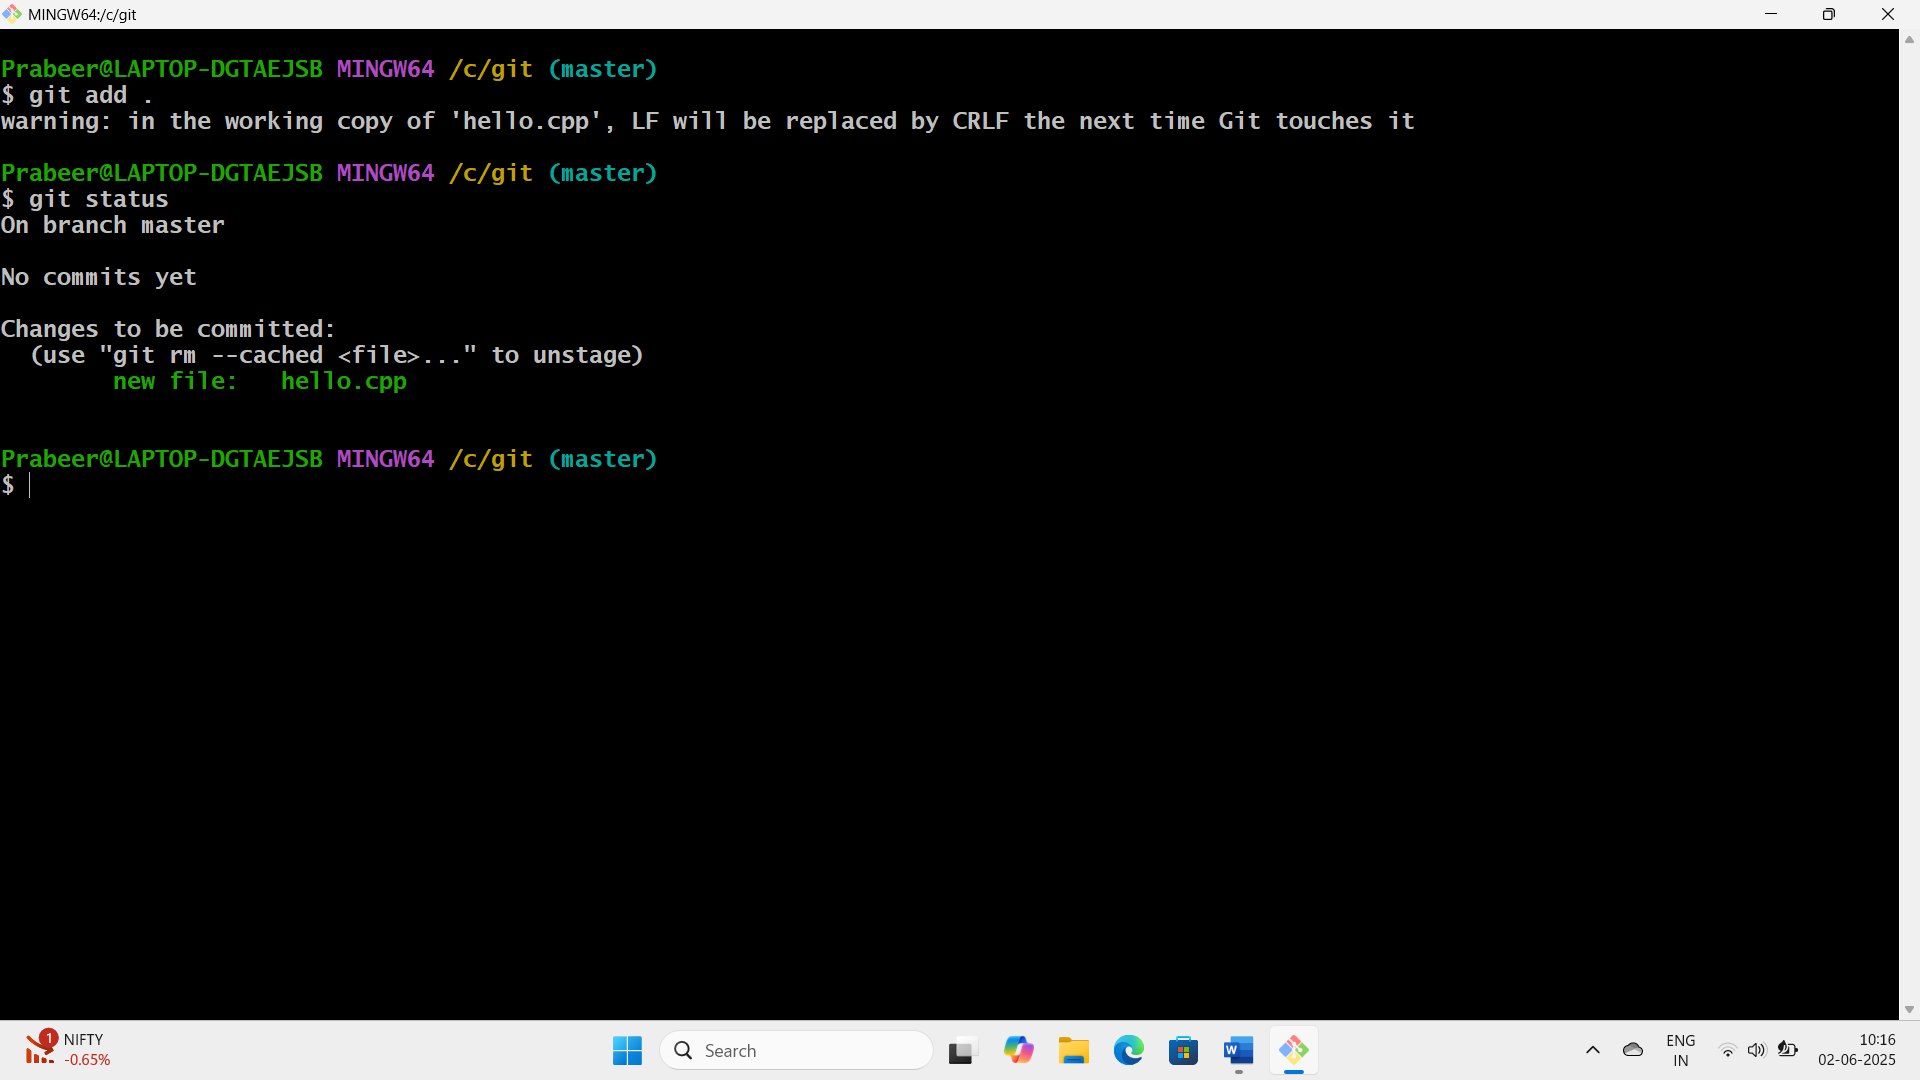 MINGW64:/c/git
Prabeer@LAPTOP-DGTAEJSB MINGW64 /c/git (master)
$ git add .
warning: in the working copy of 'hello.cpp', LF will be replaced by CRLF the next time Git touches it
Prabeer@LAPTOP-DGTAEJSB MINGW64 /c/git (master)
$ git status
On branch master
No commits yet
Changes to be committed:
  (use "git rm --cached <file>..." to unstage)
        new file:   hello.cpp
Prabeer@LAPTOP-DGTAEJSB MINGW64 /c/git (master)
$
1
NIFTY
-0.65%
Search
W
ENG
IN
10:16
02-06-2025